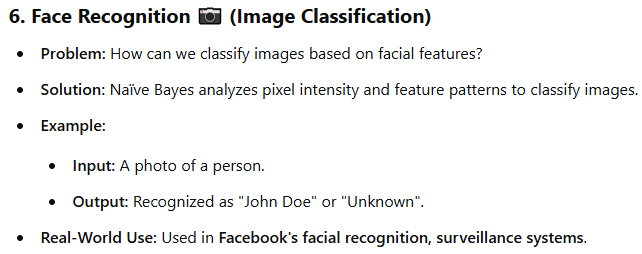 6. Face Recognition 📷 (Image Classification)
• Problem: How can we classify images based on facial features?
• Solution: Naïve Bayes analyzes pixel intensity and feature patterns to classify images.
• Example:
• Input: A photo of a person.
• Output: Recognized as "John Doe" or "Unknown".
• Real-World Use: Used in Facebook's facial recognition, surveillance systems.